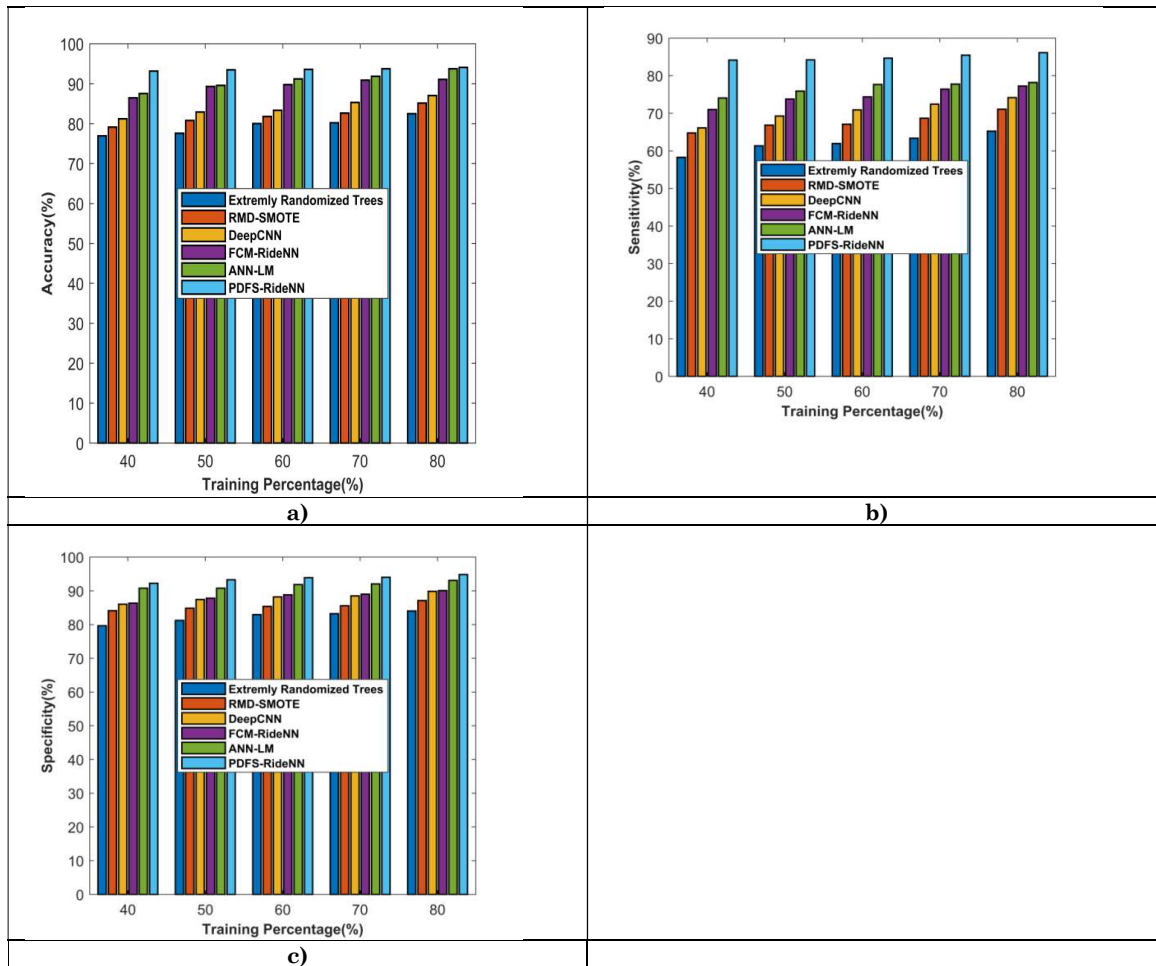 100
90
80
70
60
50
40
30
20
10
0
Accuracy(%)
Extremly Randomized Trees
RMD-SMOTE
DeepCNN
FCM-RideNN
ANN-LM
PDFS-RideNN
40 50 60 70 80
Training Percentage(%)
a)
90
80
70
60
50
40
30
20
10
0
Sensitivity(%)
Extremly Randomized Trees
RMD-SMOTE
DeepCNN
FCM-RideNN
ANN-LM
PDFS-RideNN
40 50 60 70 80
Training Percentage(%)
b)
100
90
80
70
60
50
40
30
20
10
0
Specificity(%)
Extremly Randomized Trees
RMD-SMOTE
DeepCNN
FCM-RideNN
ANN-LM
PDFS-RideNN
40 50 60 70 80
Training Percentage(%)
c)